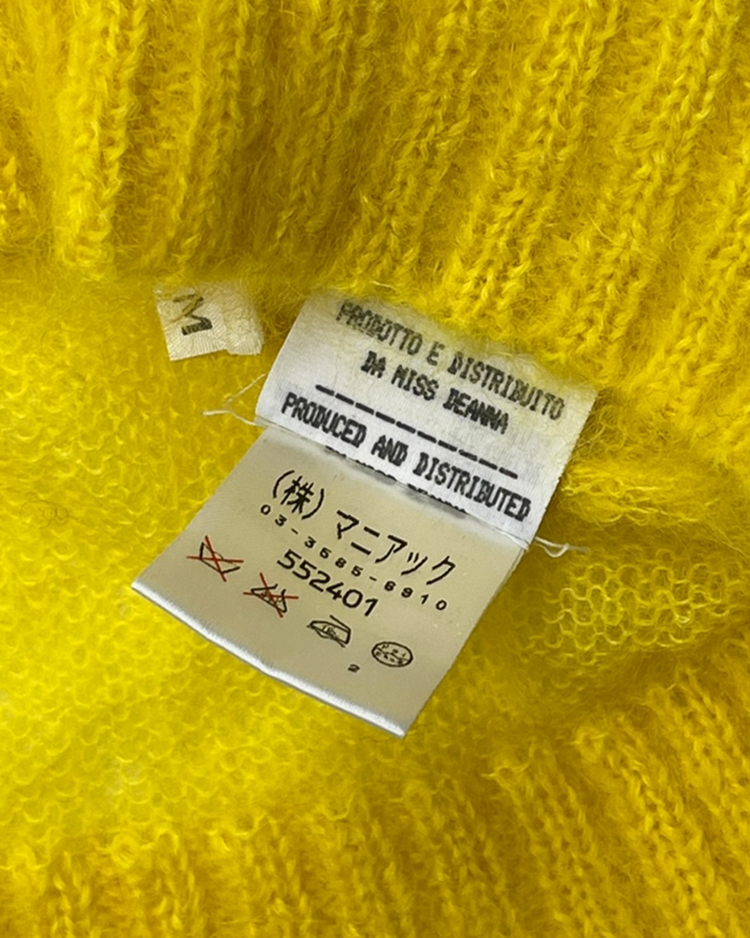 M
PRODOTTO E DISTRIBUITO
DA MISS DEANNA
PRODUCED AND DISTRIBUTED
(株)マニアック
03-3585-6910
552401